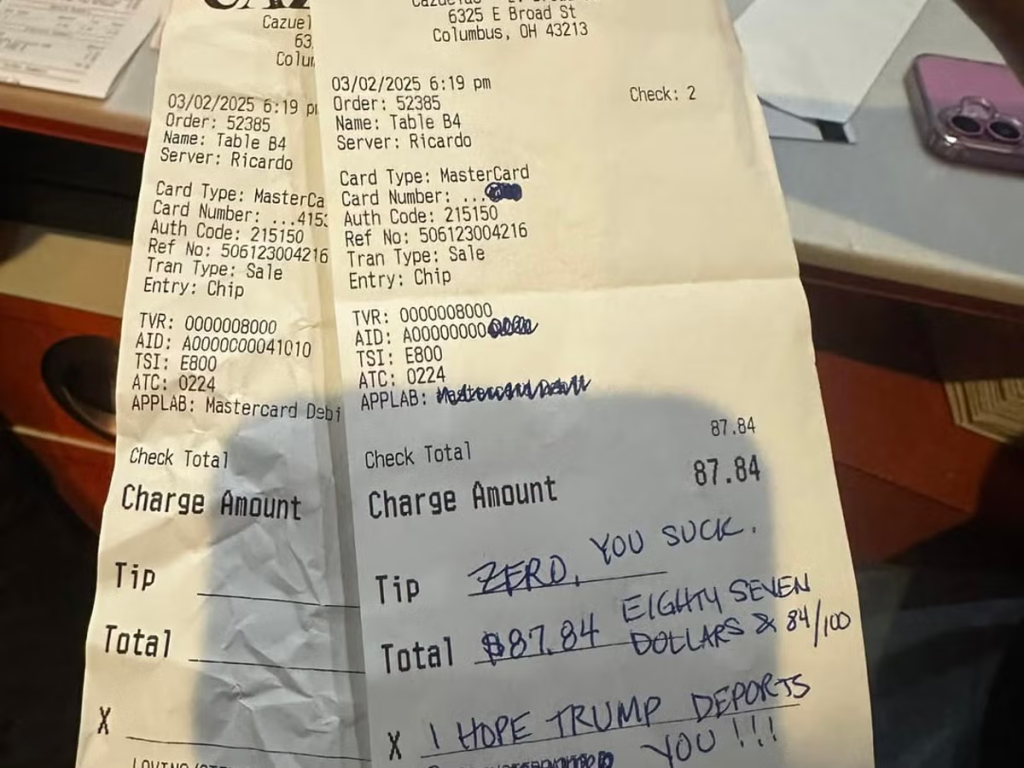 Cazuel
63
Colu
03/02/2025 6:19 p
Order: 52385
Name: Table B4
Server: Ricardo
Card Type: MasterCa
Card Number: ...415
Auth Code: 215150
Ref No: 506123004216
Tran Type: Sale
Entry: Chip
TVR: 0000008000
AID: A0000000041010
TSI: E800
ATC: 0224
APPLAB: Mastercard Debi
Check Total
Charge Amount
Tip
Total
X
6325 E Broad St
Columbus, OH 43213
03/02/2025 6:19 pm
Order: 52385 Check: 2
Name: Table B4
Server: Ricardo
Card Type: MasterCard
Card Number: ...
Auth Code: 215150
Ref No: 506123004216
Tran Type: Sale
Entry: Chip
TVR: 0000008000
AID: A00000000
TSI: E800
ATC: 0224
APPLAB:
Check Total 87.84
Charge Amount 87.84
Tip ZERO, YOU SUCK.
Total $87.84 EIGHTY SEVEN
DOLLARS & 84/100
X I HOPE TRUMP DEPORTS
YOU !!!